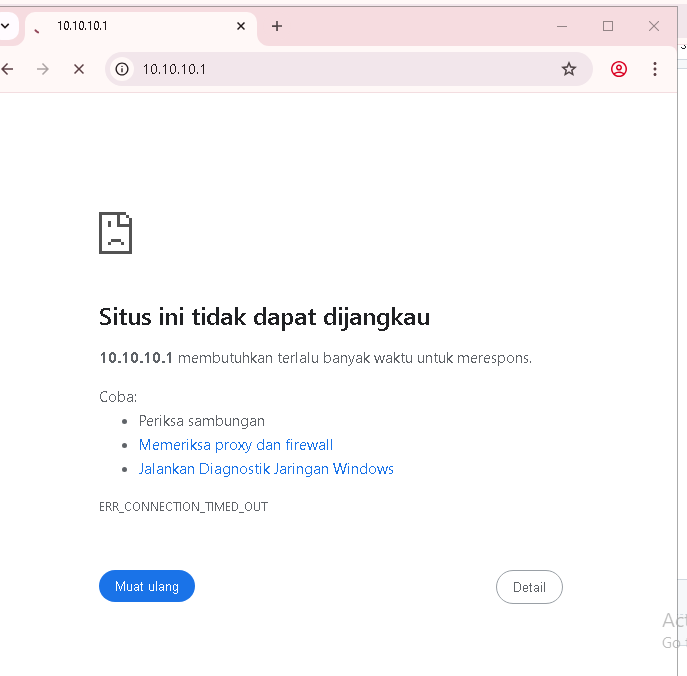 10.10.10.1
10.10.10.1
Situs ini tidak dapat dijangkau
10.10.10.1 membutuhkan terlalu banyak waktu untuk merespons.
Coba:
Periksa sambungan
Memeriksa proxy dan firewall
Jalankan Diagnostik Jaringan Windows
ERR_CONNECTION_TIMED_OUT
Muat ulang
Detail
Go